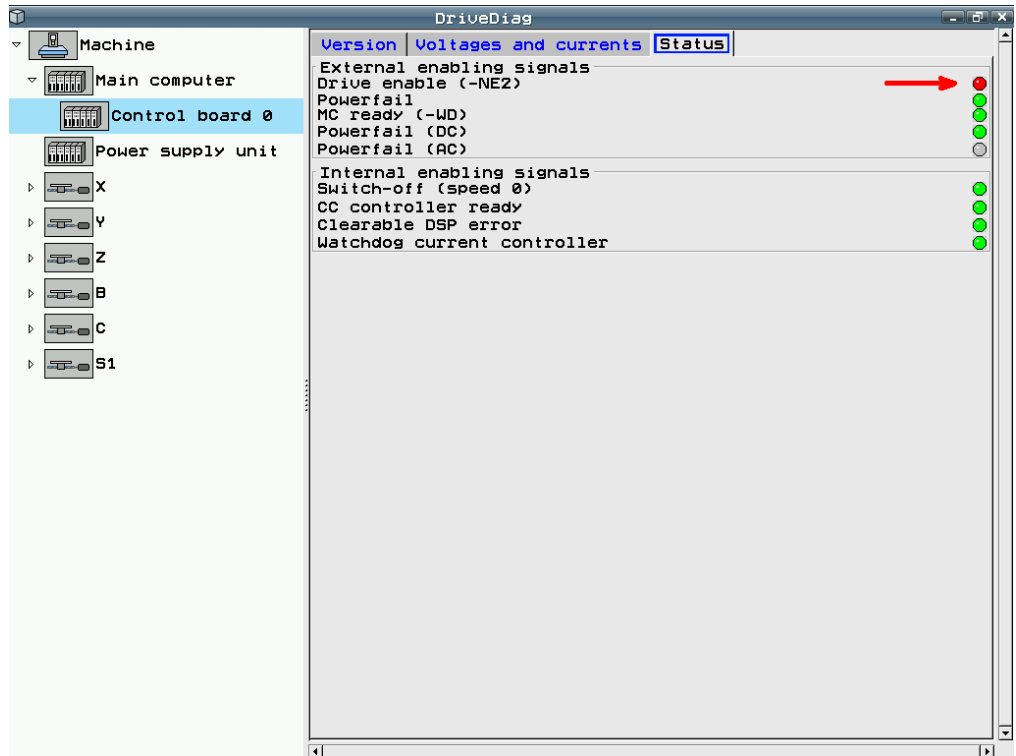 DriveDiag
Machine
Main computer
Control board 0
Power supply unit
X
Y
Z
B
C
S1
Version Voltages and currents Status
External enabling signals
Drive enable (-NE2)
Powerfail
MC ready (-WD)
Powerfail (DC)
Powerfail (AC)
Internal enabling signals
Switch-off (speed 0)
CC controller ready
Clearable DSP error
Watchdog current controller